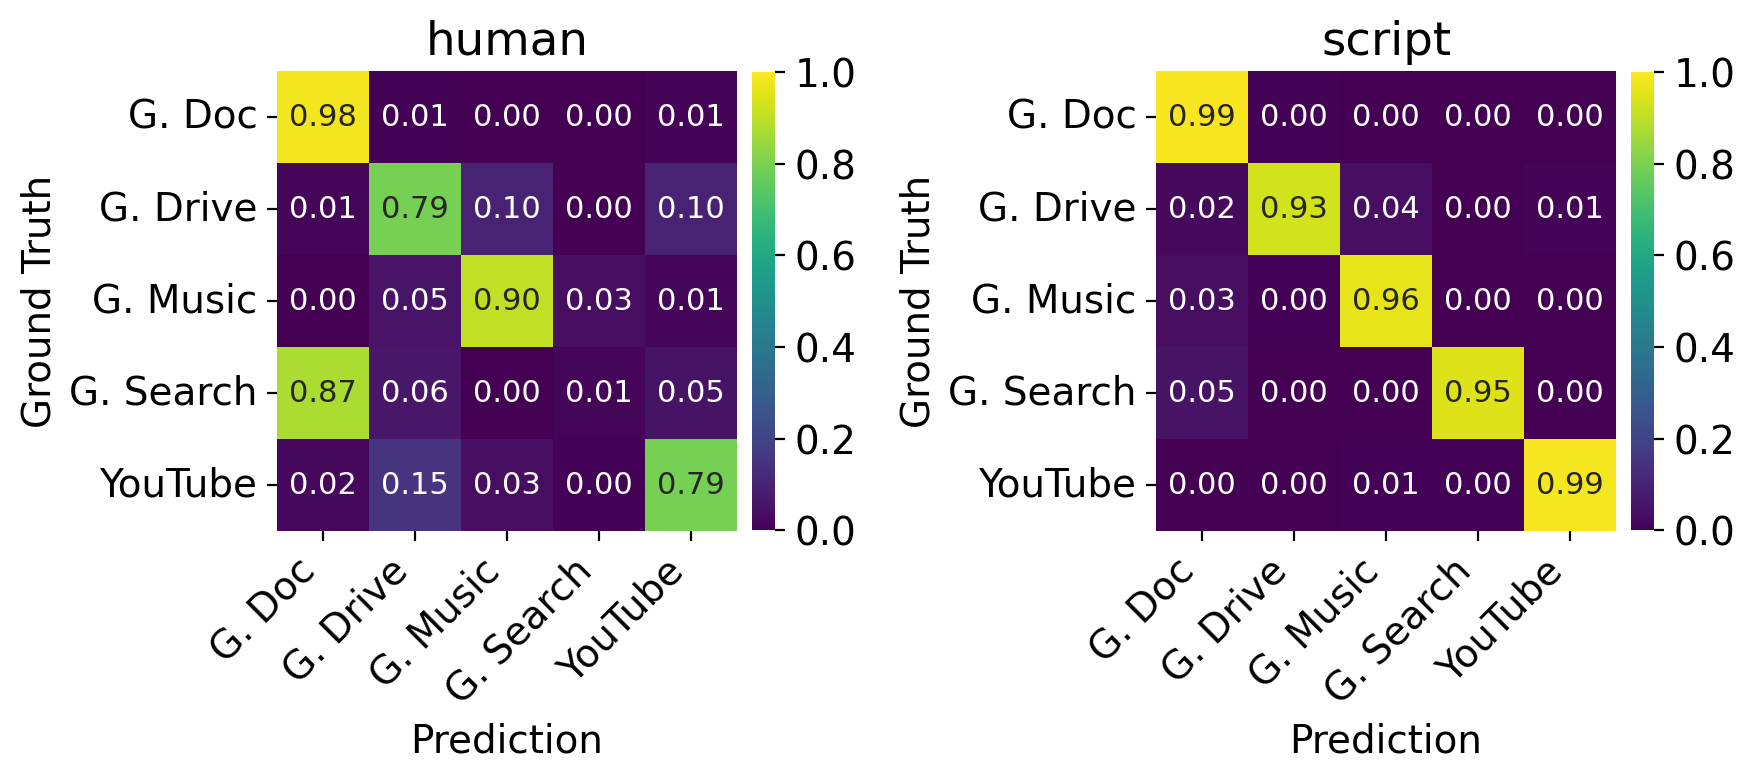 human
Ground Truth
G. Doc 0.98 0.01 0.00 0.00 0.01
G. Drive 0.01 0.79 0.10 0.00 0.10
G. Music 0.00 0.05 0.90 0.03 0.01
G. Search 0.87 0.06 0.00 0.01 0.05
YouTube 0.02 0.15 0.03 0.00 0.79
G. Doc G. Drive G. Music G. Search YouTube
Prediction
1.0
0.8
0.6
0.4
0.2
0.0
script
Ground Truth
G. Doc 0.99 0.00 0.00 0.00 0.00
G. Drive 0.02 0.93 0.04 0.00 0.01
G. Music 0.03 0.00 0.96 0.00 0.00
G. Search 0.05 0.00 0.00 0.95 0.00
YouTube 0.00 0.00 0.01 0.00 0.99
G. Doc G. Drive G. Music G. Search YouTube
Prediction
1.0
0.8
0.6
0.4
0.2
0.0